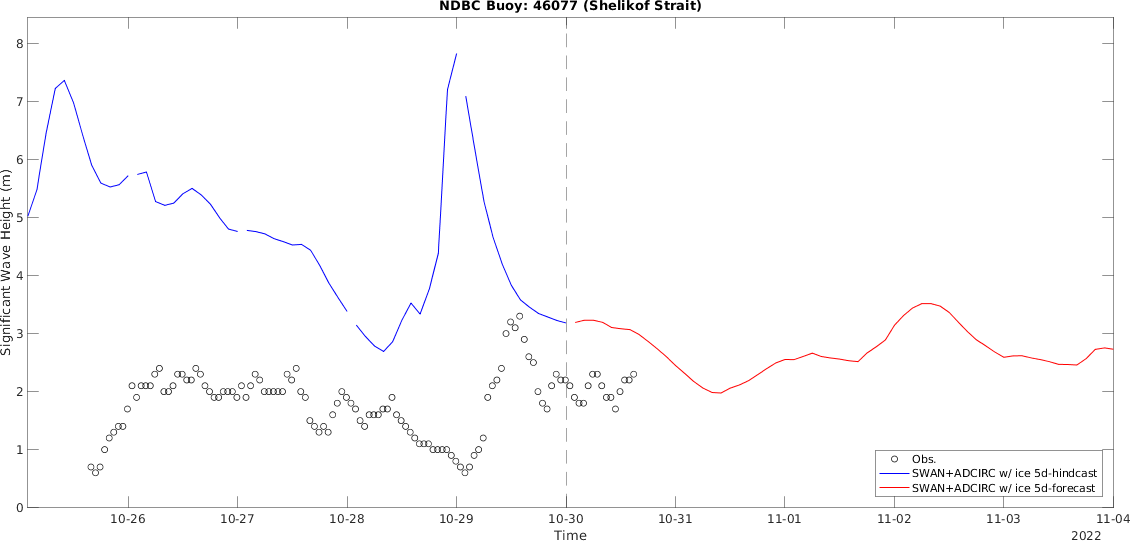 NDBC Buoy: 46077 (Shelikof Strait)
Significant Wave Height (m)
8
7
6
5
4
3
2
1
0
Obs.
SWAN+ADCIRC w/ ice 5d-hindcast
SWAN+ADCIRC w/ ice 5d-forecast
10-26 10-27 10-28 10-29 10-30 10-31 11-01 11-02 11-03 11-04
Time
2022